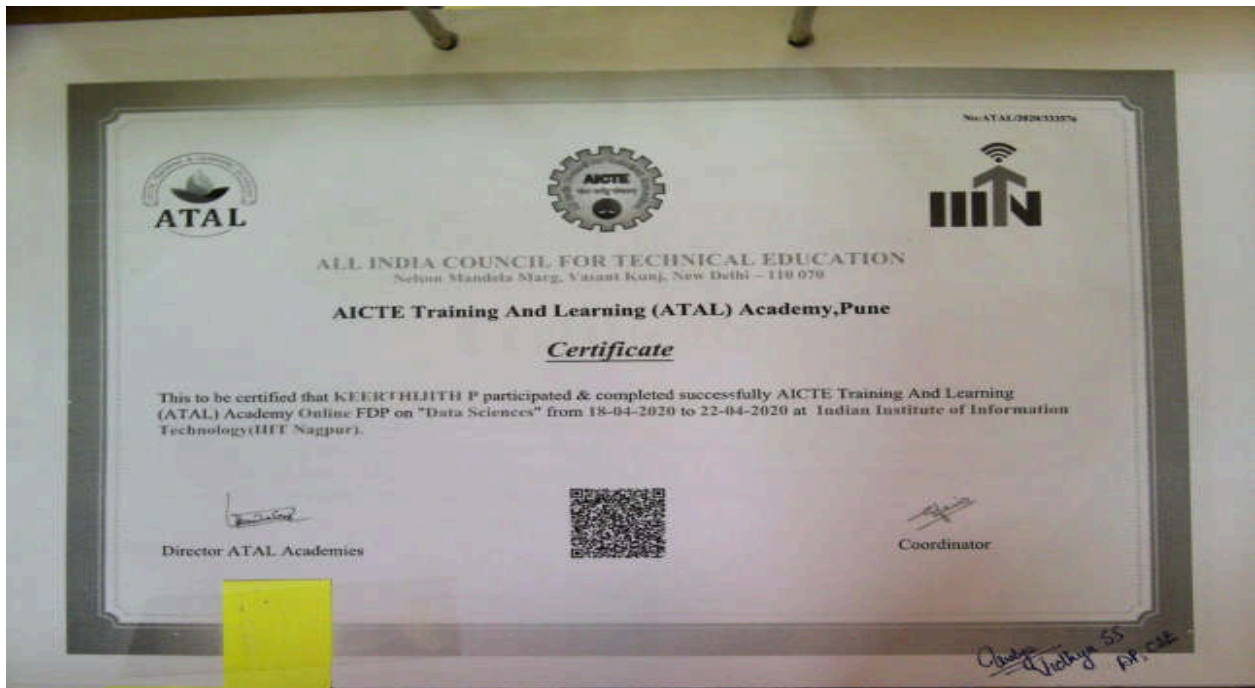 No:ATAL/2020/333576
ATAL
AICTE
IIITN
ALL INDIA COUNCIL FOR TECHNICAL EDUCATION
Nelson Mandela Marg, Vasant Kunj, New Delhi – 110 070
AICTE Training And Learning (ATAL) Academy,Pune
Certificate
This to be certified that KEERTHIJITH P participated & completed successfully AICTE Training And Learning
(ATAL) Academy Online FDP on "Data Sciences" from 18-04-2020 to 22-04-2020 at Indian Institute of Information
Technology(IIIT Nagpur).
Director ATAL Academies
Coordinator
Vidhya SS
AP, CSE